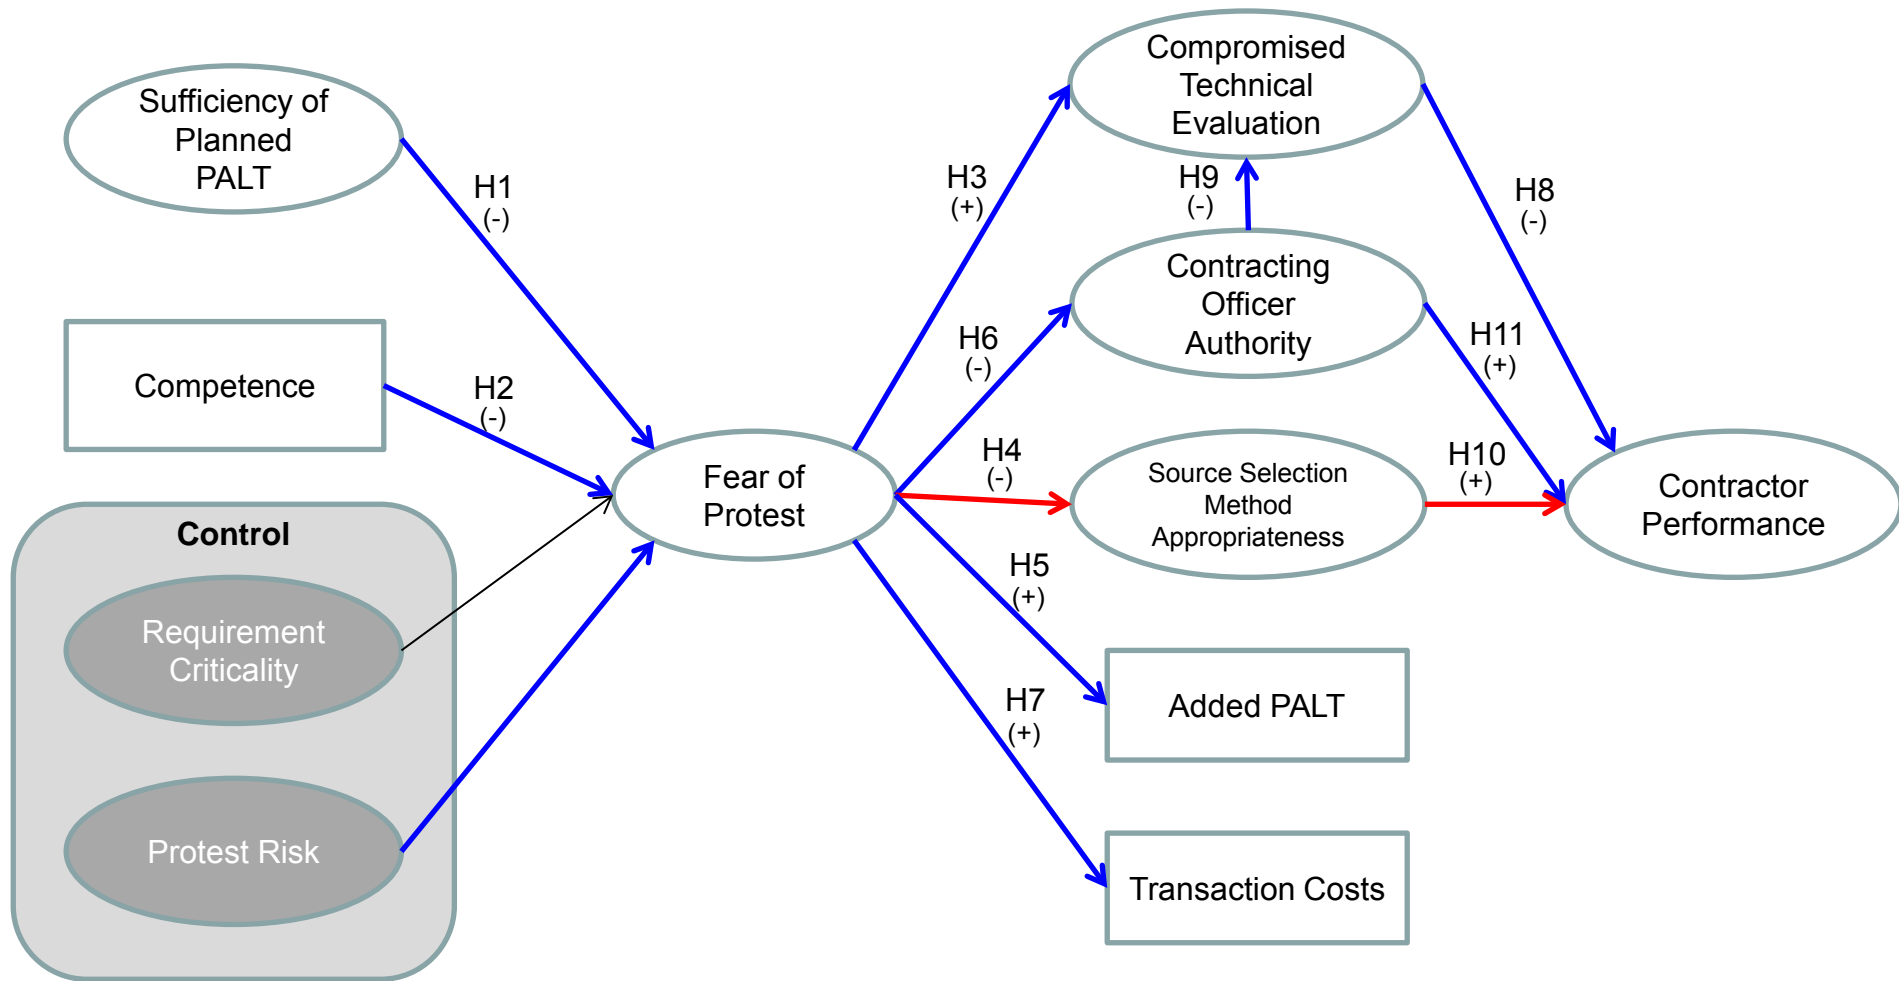 Sufficiency of
Planned
PALT
H1
(-)
Competence
H2
(-)
Control
Requirement
Criticality
Protest Risk
Fear of
Protest
H3
(+)
H6
(-)
H4
(-)
H5
(+)
H7
(+)
Compromised
Technical
Evaluation
H9
(-)
Contracting
Officer
Authority
Source Selection
Method
Appropriateness
Added PALT
Transaction Costs
H8
(-)
H11
(+)
H10
(+)
Contractor
Performance